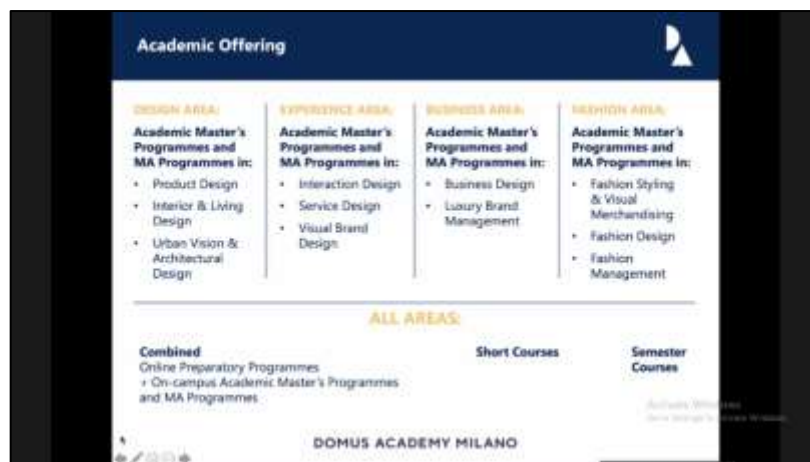 Academic Offering
DESIGN AREA:
Academic Master's
Programmes and
MA Programmes in:
• Product Design
• Interior & Living
Design
• Urban Vision &
Architectural
Design
EXPERIENCE AREA:
Academic Master's
Programmes and
MA Programmes in:
• Interaction Design
• Service Design
• Visual Brand
Design
BUSINESS AREA:
Academic Master's
Programmes and
MA Programmes in:
• Business Design
• Luxury Brand
Management
FASHION AREA:
Academic Master's
Programmes and
MA Programmes in:
• Fashion Styling
& Visual
Merchandising
• Fashion Design
• Fashion
Management
ALL AREAS:
Combined
Online Preparatory Programmes
+ On-campus Academic Master's Programmes
and MA Programmes
Short Courses
Semester
Courses
Activate Windows
DOMUS ACADEMY MILANO